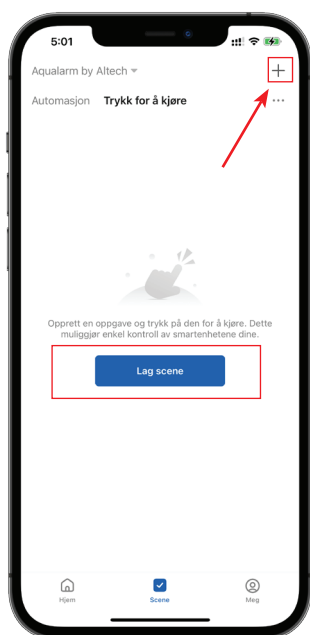 5:01
Aqualarm by Altech
Automasjon Trykk for å kjøre
Opprett en oppgave og trykk på den for å kjøre. Dette
muliggjør enkel kontroll av smartenhetene dine.
Lag scene
Hjem Scene Meg